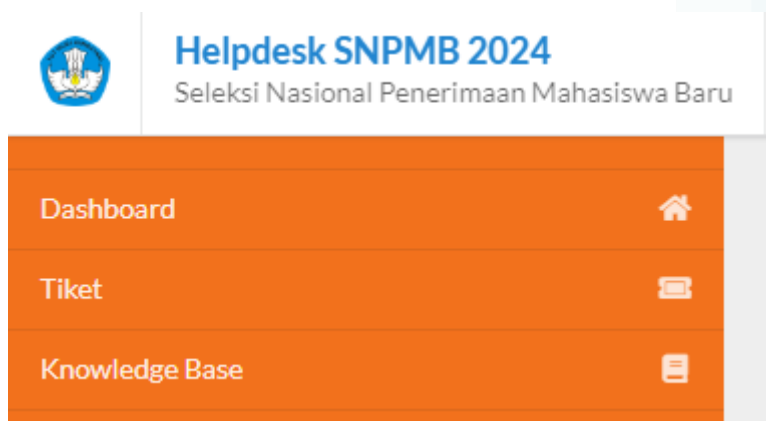 Helpdesk SNPMB 2024
Seleksi Nasional Penerimaan Mahasiswa Baru
Dashboard
Tiket
Knowledge Base